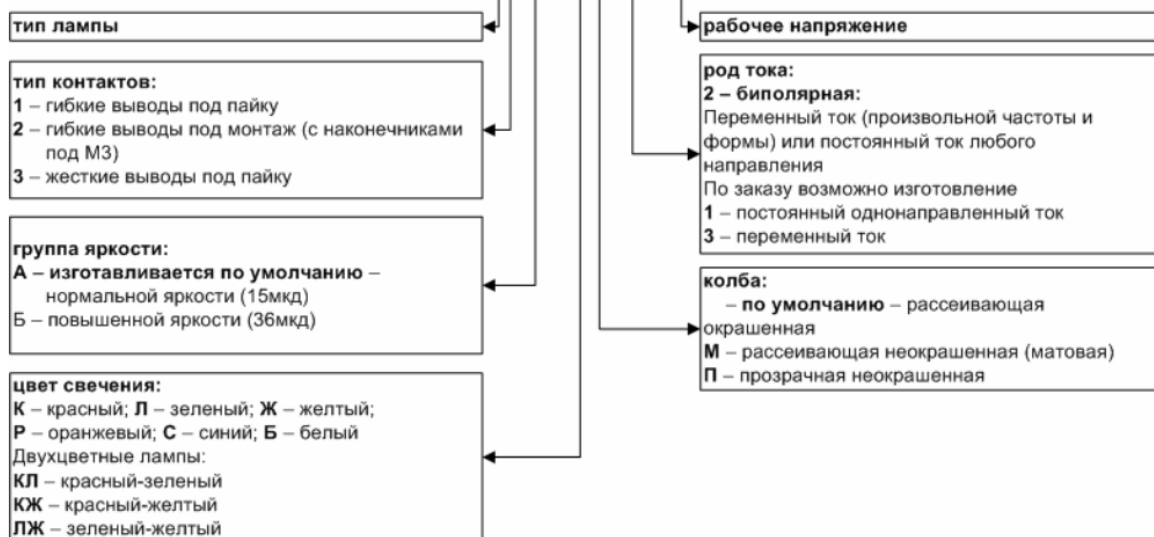 тип лампы
тип контактов:
1 – гибкие выводы под пайку
2 – гибкие выводы под монтаж (с наконечниками
под М3)
3 – жесткие выводы под пайку
группа яркости:
А – изготавливается по умолчанию –
нормальной яркости (15мкд)
Б – повышенной яркости (36мкд)
цвет свечения:
К – красный; Л – зеленый; Ж – желтый;
Р – оранжевый; С – синий; Б – белый
Двухцветные лампы:
КЛ – красный-зеленый
КЖ – красный-желтый
ЛЖ – зеленый-желтый
рабочее напряжение
род тока:
2 – биполярная:
Переменный ток (произвольной частоты и
формы) или постоянный ток любого
направления
По заказу возможно изготовление
1 – постоянный однонаправленный ток
3 – переменный ток
колба:
– по умолчанию – рассеивающая
окрашенная
М – рассеивающая неокрашенная (матовая)
П – прозрачная неокрашенная